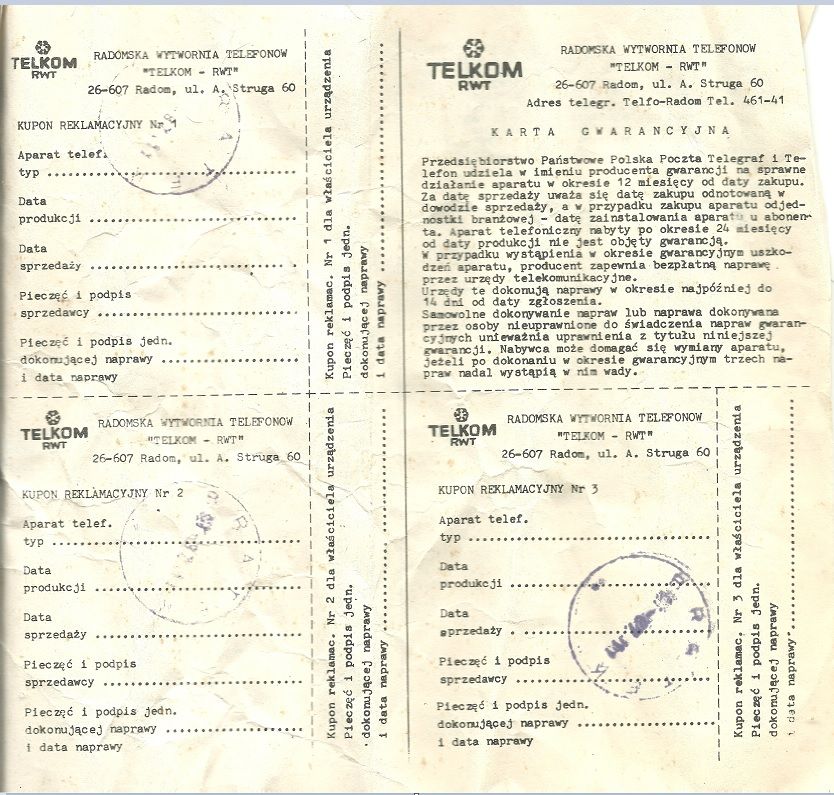 TELKOM
RWT
RADOMSKA WYTWORNIA TELEFONOW
"TELKOM - RWT"
26-607 Radom, ul. A. Struga 60
KUPON REKLAMACYJNY Nr
Aparat telef.
typ
Data
produkcji
Data
sprzedaży
Pieczęć i podpis
sprzedawcy
Pieczęć i podpis jedn.
dokonującej naprawy
i data naprawy
Kupon reklamac. Nr 1 dla właściciela urządzenia
Pieczęć i podpis jedn.
dokonującej naprawy
i data naprawy
TELKOM
RWT
RADOMSKA WYTWORNIA TELEFONOW
"TELKOM - RWT"
26-607 Radom, ul. A. Struga 60
Adres telegr. Telfo-Radom Tel. 461-41
KARTA GWARANCYJNA
Przedsiębiorstwo Państwowe Polska Poczta Telegraf i Te-
lefon udziela w imieniu producenta gwarancji na sprawne
działanie aparatu w okresie 12 miesięcy od daty zakupu.
Za datę sprzedaży uważa się datę zakupu odnotowaną w
dowodzie sprzedaży, a w przypadku zakupu aparatu odjed-
nostki branżowej - datę zainstalowania aparatu u abonen-
ta. Aparat telefoniczny nabyty po okresie 24 miesięcy
od daty produkcji nie jest objęty gwarancją.
W przypadku wystąpienia w okresie gwarancyjnym uszko-
dzeń aparatu, producent zapewnia bezpłatną naprawę
przez urzędy telekomunikacyjne.
Urzędy te dokonują naprawy w okresie najpóźniej do
14 dni od daty zgłoszenia.
Samowolne dokonywanie napraw lub naprawa dokonywana
przez osoby nieuprawnione do świadczenia napraw gwaran-
cyjnych unieważnia uprawnienia z tytułu niniejszej
gwarancji. Nabywca może domagać się wymiany aparatu,
jeżeli po dokonaniu w okresie gwarancyjnym trzech na-
praw nadal wystąpią w nim wady.
TELKOM
RWT
RADOMSKA WYTWORNIA TELEFONOW
"TELKOM - RWT"
26-607 Radom, ul. A. Struga 60
KUPON REKLAMACYJNY Nr 2
Aparat telef.
typ
Data
produkcji
Data
sprzedaży
Pieczęć i podpis
sprzedawcy
Pieczęć i podpis jedn.
dokonującej naprawy
i data naprawy
Kupon reklamac. Nr 2 dla właściciela urządzenia
Pieczęć i podpis jedn.
dokonującej naprawy
i data naprawy
TELKOM
RWT
RADOMSKA WYTWORNIA TELEFONOW
"TELKOM - RWT"
26-607 Radom, ul. A. Struga 60
KUPON REKLAMACYJNY Nr 3
Aparat telef.
typ
Data
produkcji
Data
sprzedaży
Pieczęć i podpis
sprzedawcy
Pieczęć i podpis jedn.
dokonującej naprawy
i data naprawy
Kupon reklamac. Nr 3 dla właściciela urządzenia
Pieczęć i podpis jedn.
dokonującej naprawy
i data naprawy